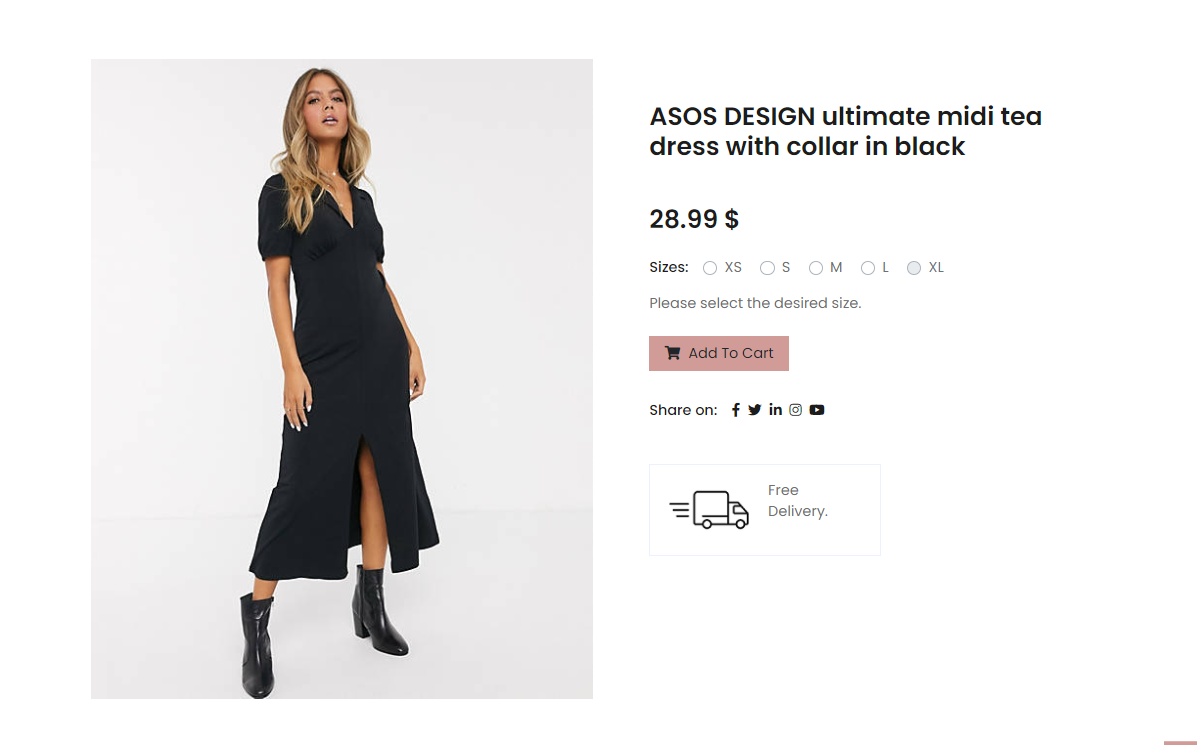 ASOS DESIGN ultimate midi tea
dress with collar in black
28.99 $
Sizes: XS S M L XL
Please select the desired size.
Add To Cart
Share on:
Free
Delivery.